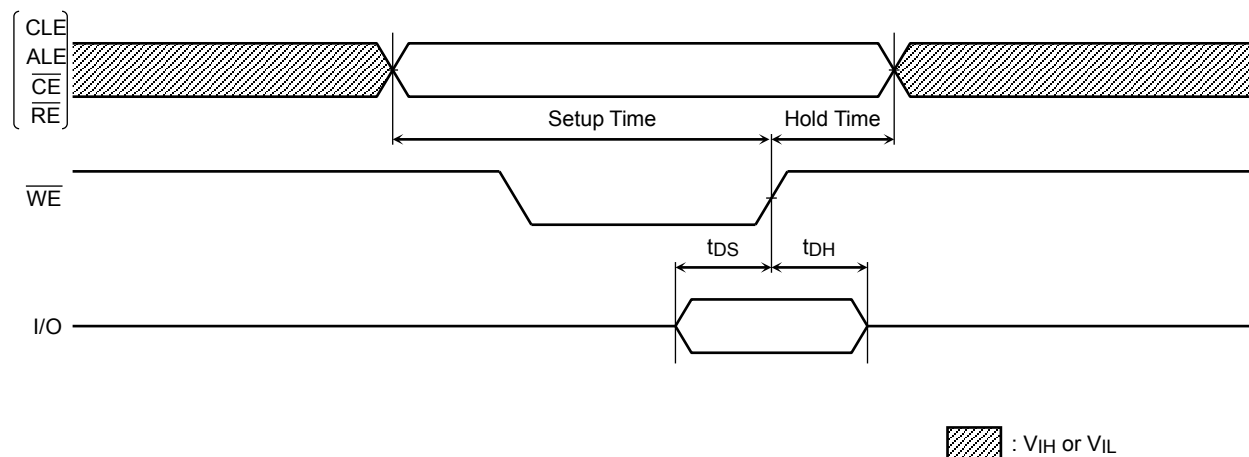 CLE
ALE
CE
RE
Setup Time
Hold Time
WE
tDS
tDH
I/O
: VIH or VIL